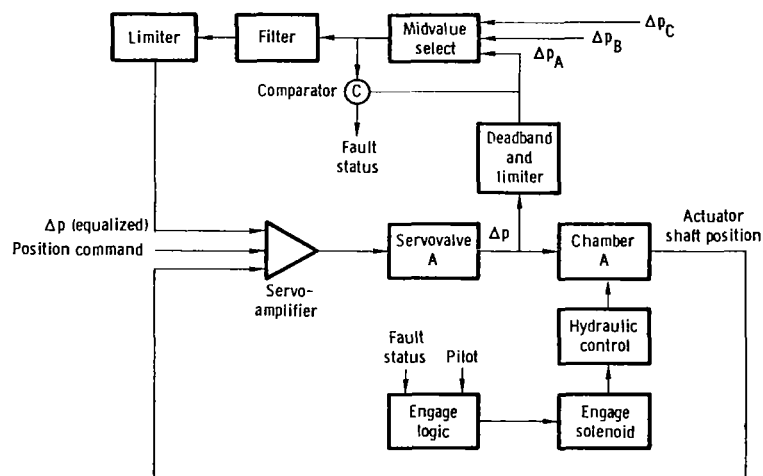 Limiter
Filter
Midvalue
select
Δp_C
Δp_B
Δp_A
Comparator
C
Fault
status
Deadband
and
limiter
Δp (equalized)
Position command
Servo-
amplifier
Servovalve
A
Δp
Chamber
A
Actuator
shaft position
Hydraulic
control
Fault
status
Pilot
Engage
logic
Engage
solenoid